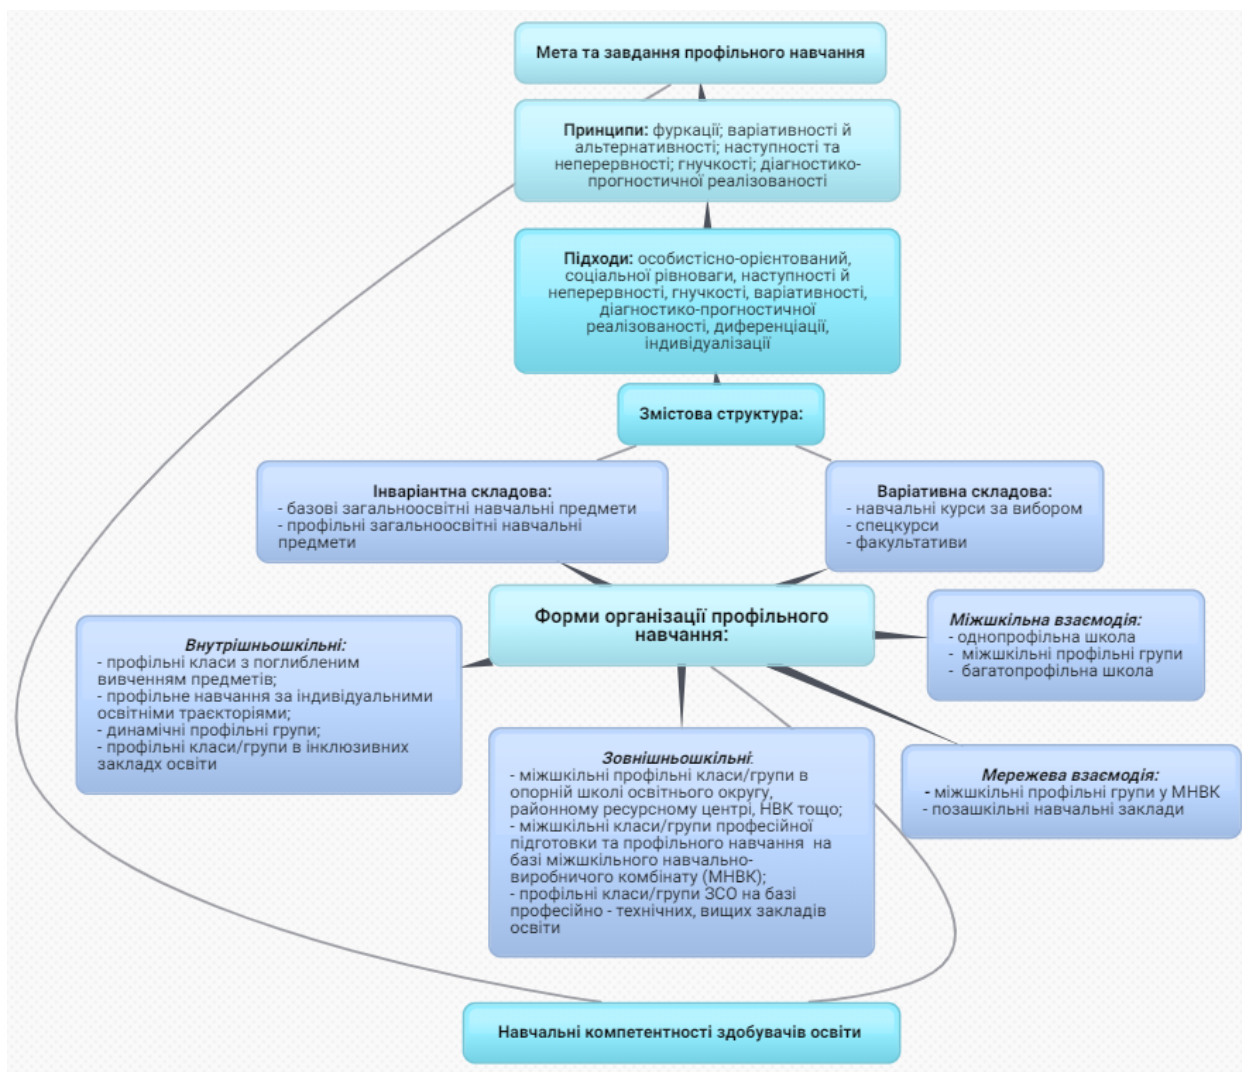 Мета та завдання профільного навчання
Принципи: фуркації; варіативності й
альтернативності; наступності та
неперервності; гнучкості; діагностико-
прогностичної реалізованості
Підходи: особистісно-орієнтований,
соціальної рівноваги, наступності й
неперервності, гнучкості, варіативності,
діагностико-прогностичної
реалізованості, диференціації,
індивідуалізації
Змістова структура:
Інваріантна складова:
- базові загальноосвітні навчальні предмети
- профільні загальноосвітні навчальні
предмети
Варіативна складова:
- навчальні курси за вибором
- спецкурси
- факультативи
Форми організації профільного
навчання:
Внутрішньошкільні:
- профільні класи з поглибленим
вивченням предметів;
- профільне навчання за індивідуальними
освітніми траєкторіями;
- динамічні профільні групи;
- профільні класи/групи в інклюзивних
закладх освіти
Міжшкільна взаємодія:
- однопрофільна школа
- міжшкільні профільні групи
- багатопрофільна школа
Зовнішньошкільні:
- міжшкільні профільні класи/групи в
опорній школі освітнього округу,
районному ресурсному центрі, НВК тощо;
- міжшкільні класи/групи професійної
підготовки та профільного навчання на
базі міжшкільного навчально-
виробничого комбінату (МНВК);
- профільні класи/групи ЗСО на базі
професійно - технічних, вищих закладів
освіти
Мережева взаємодія:
- міжшкільні профільні групи у МНВК
- позашкільні навчальні заклади
Навчальні компетентності здобувачів освіти